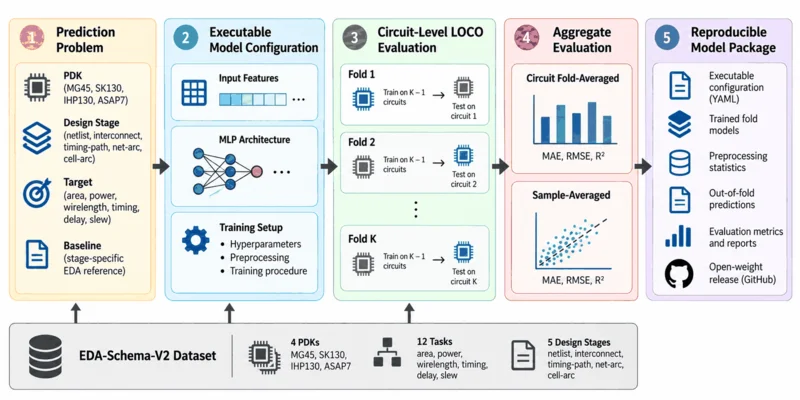 1
Prediction
Problem
PDK
(MG45, SK130,
IHP130, ASAP7)
Design Stage
(netlist, interconnect,
timing-path, net-arc,
cell-arc)
Target
(area, power,
wirelength, timing,
delay, slew)
Baseline
(stage-specific
EDA reference)
2
Executable
Model Configuration
Input Features
...
MLP Architecture
...
Training Setup
• Hyperparameters
• Preprocessing
• Training procedure
3
Circuit-Level LOCO
Evaluation
Fold 1
Train on K – 1
circuits
Test on
circuit 1
Fold 2
Train on K – 1
circuits
Test on
circuit 2
Fold K
Train on K – 1
circuits
Test on
circuit K
4
Aggregate
Evaluation
Circuit Fold-Averaged
MAE, RMSE, R²
Sample-Averaged
MAE, RMSE, R²
5
Reproducible
Model Package
Executable
configuration
(YAML)
Trained fold
models
Preprocessing
statistics
Out-of-fold
predictions
Evaluation metrics
and reports
Open-weight
release (GitHub)
EDA-Schema-V2 Dataset
4 PDKs
MG45, SK130,
IHP130, ASAP7
12 Tasks
area, power,
wirelength, timing,
delay, slew
5 Design Stages
netlist, interconnect,
timing-path, net-arc,
cell-arc